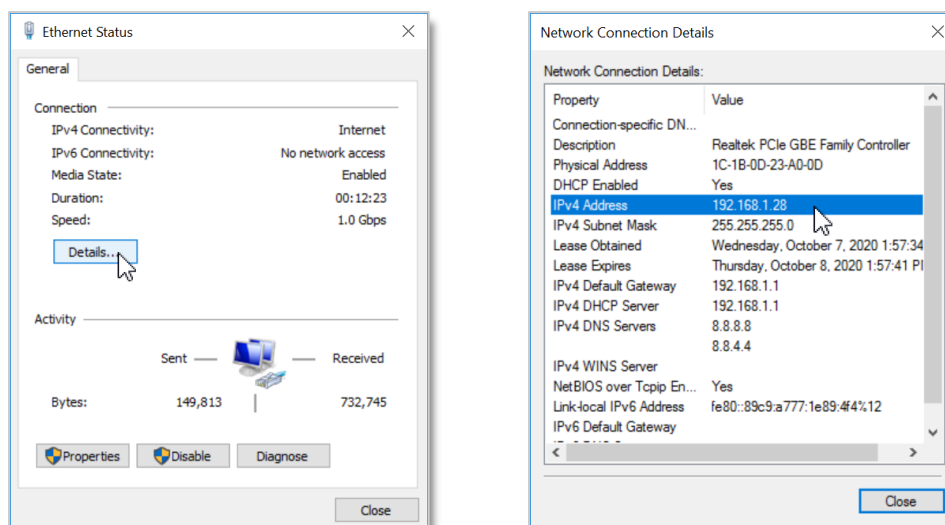 Ethernet Status
General
Connection
IPv4 Connectivity: Internet
IPv6 Connectivity: No network access
Media State: Enabled
Duration: 00:12:23
Speed: 1.0 Gbps
Details...
Activity
Sent Received
Bytes: 149,813 732,745
Properties Disable Diagnose
Close
Network Connection Details
Network Connection Details:
Property Value
Connection-specific DN...
Description Realtek PCIe GBE Family Controller
Physical Address 1C-1B-0D-23-A0-0D
DHCP Enabled Yes
IPv4 Address 192.168.1.28
IPv4 Subnet Mask 255.255.255.0
Lease Obtained Wednesday, October 7, 2020 1:57:34
Lease Expires Thursday, October 8, 2020 1:57:41 P
IPv4 Default Gateway 192.168.1.1
IPv4 DHCP Server 192.168.1.1
IPv4 DNS Servers 8.8.8.8
8.8.4.4
IPv4 WINS Server
NetBIOS over Tcpip En... Yes
Link-local IPv6 Address fe80::89c9:a777:1e89:4f4%12
IPv6 Default Gateway
Close